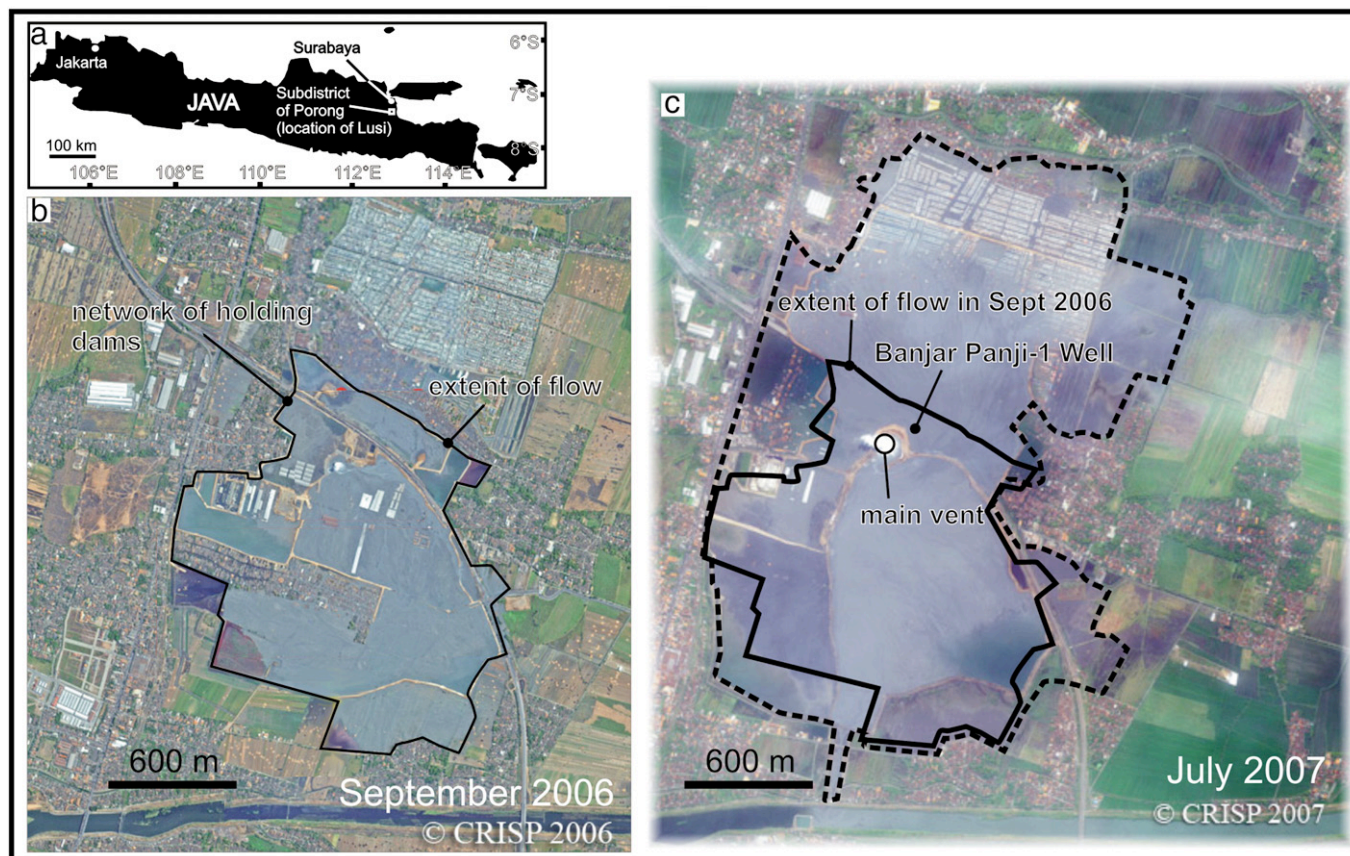 a
Jakarta
JAVA
Surabaya
Subdistrict
of Porong
(location of Lusi)
6°S
7°S
8°S
100 km
106°E
108°E
110°E
112°E
114°E
b
network of holding
dams
extent of flow
600 m
September 2006
© CRISP 2006
c
extent of flow in Sept 2006
Banjar Panji-1 Well
main vent
600 m
July 2007
© CRISP 2007